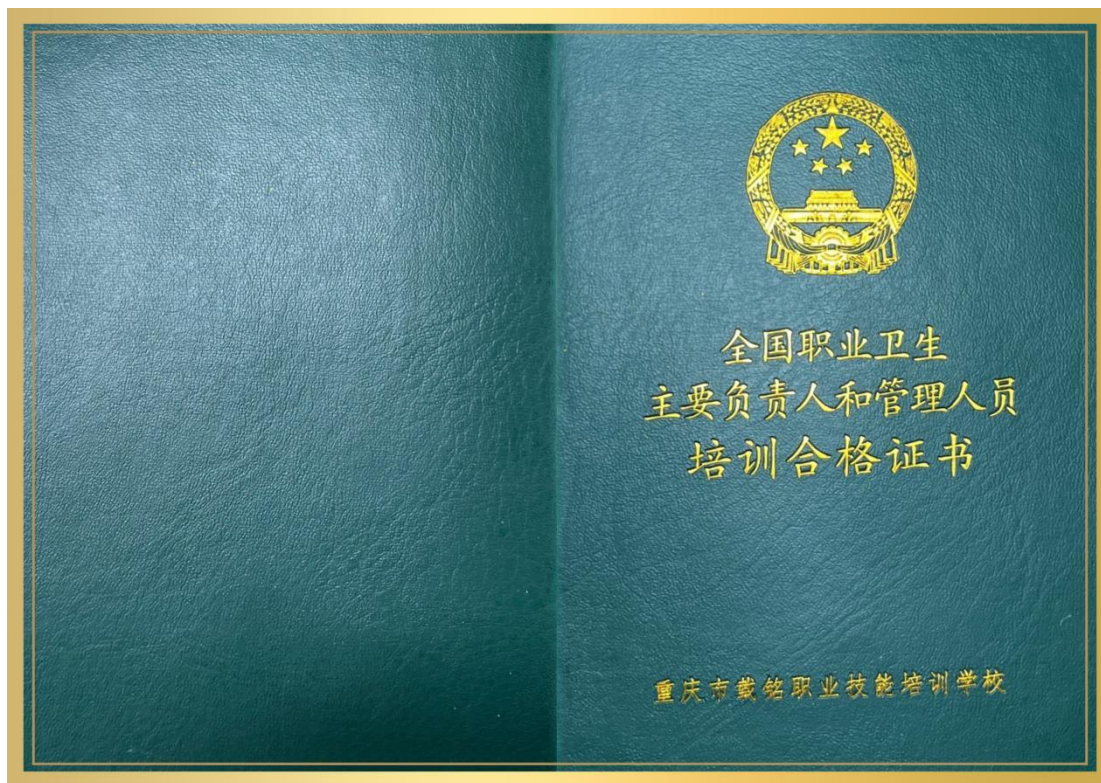 全国职业卫生
主要负责人和管理人员
培训合格证书
重庆市载铭职业技能培训学校